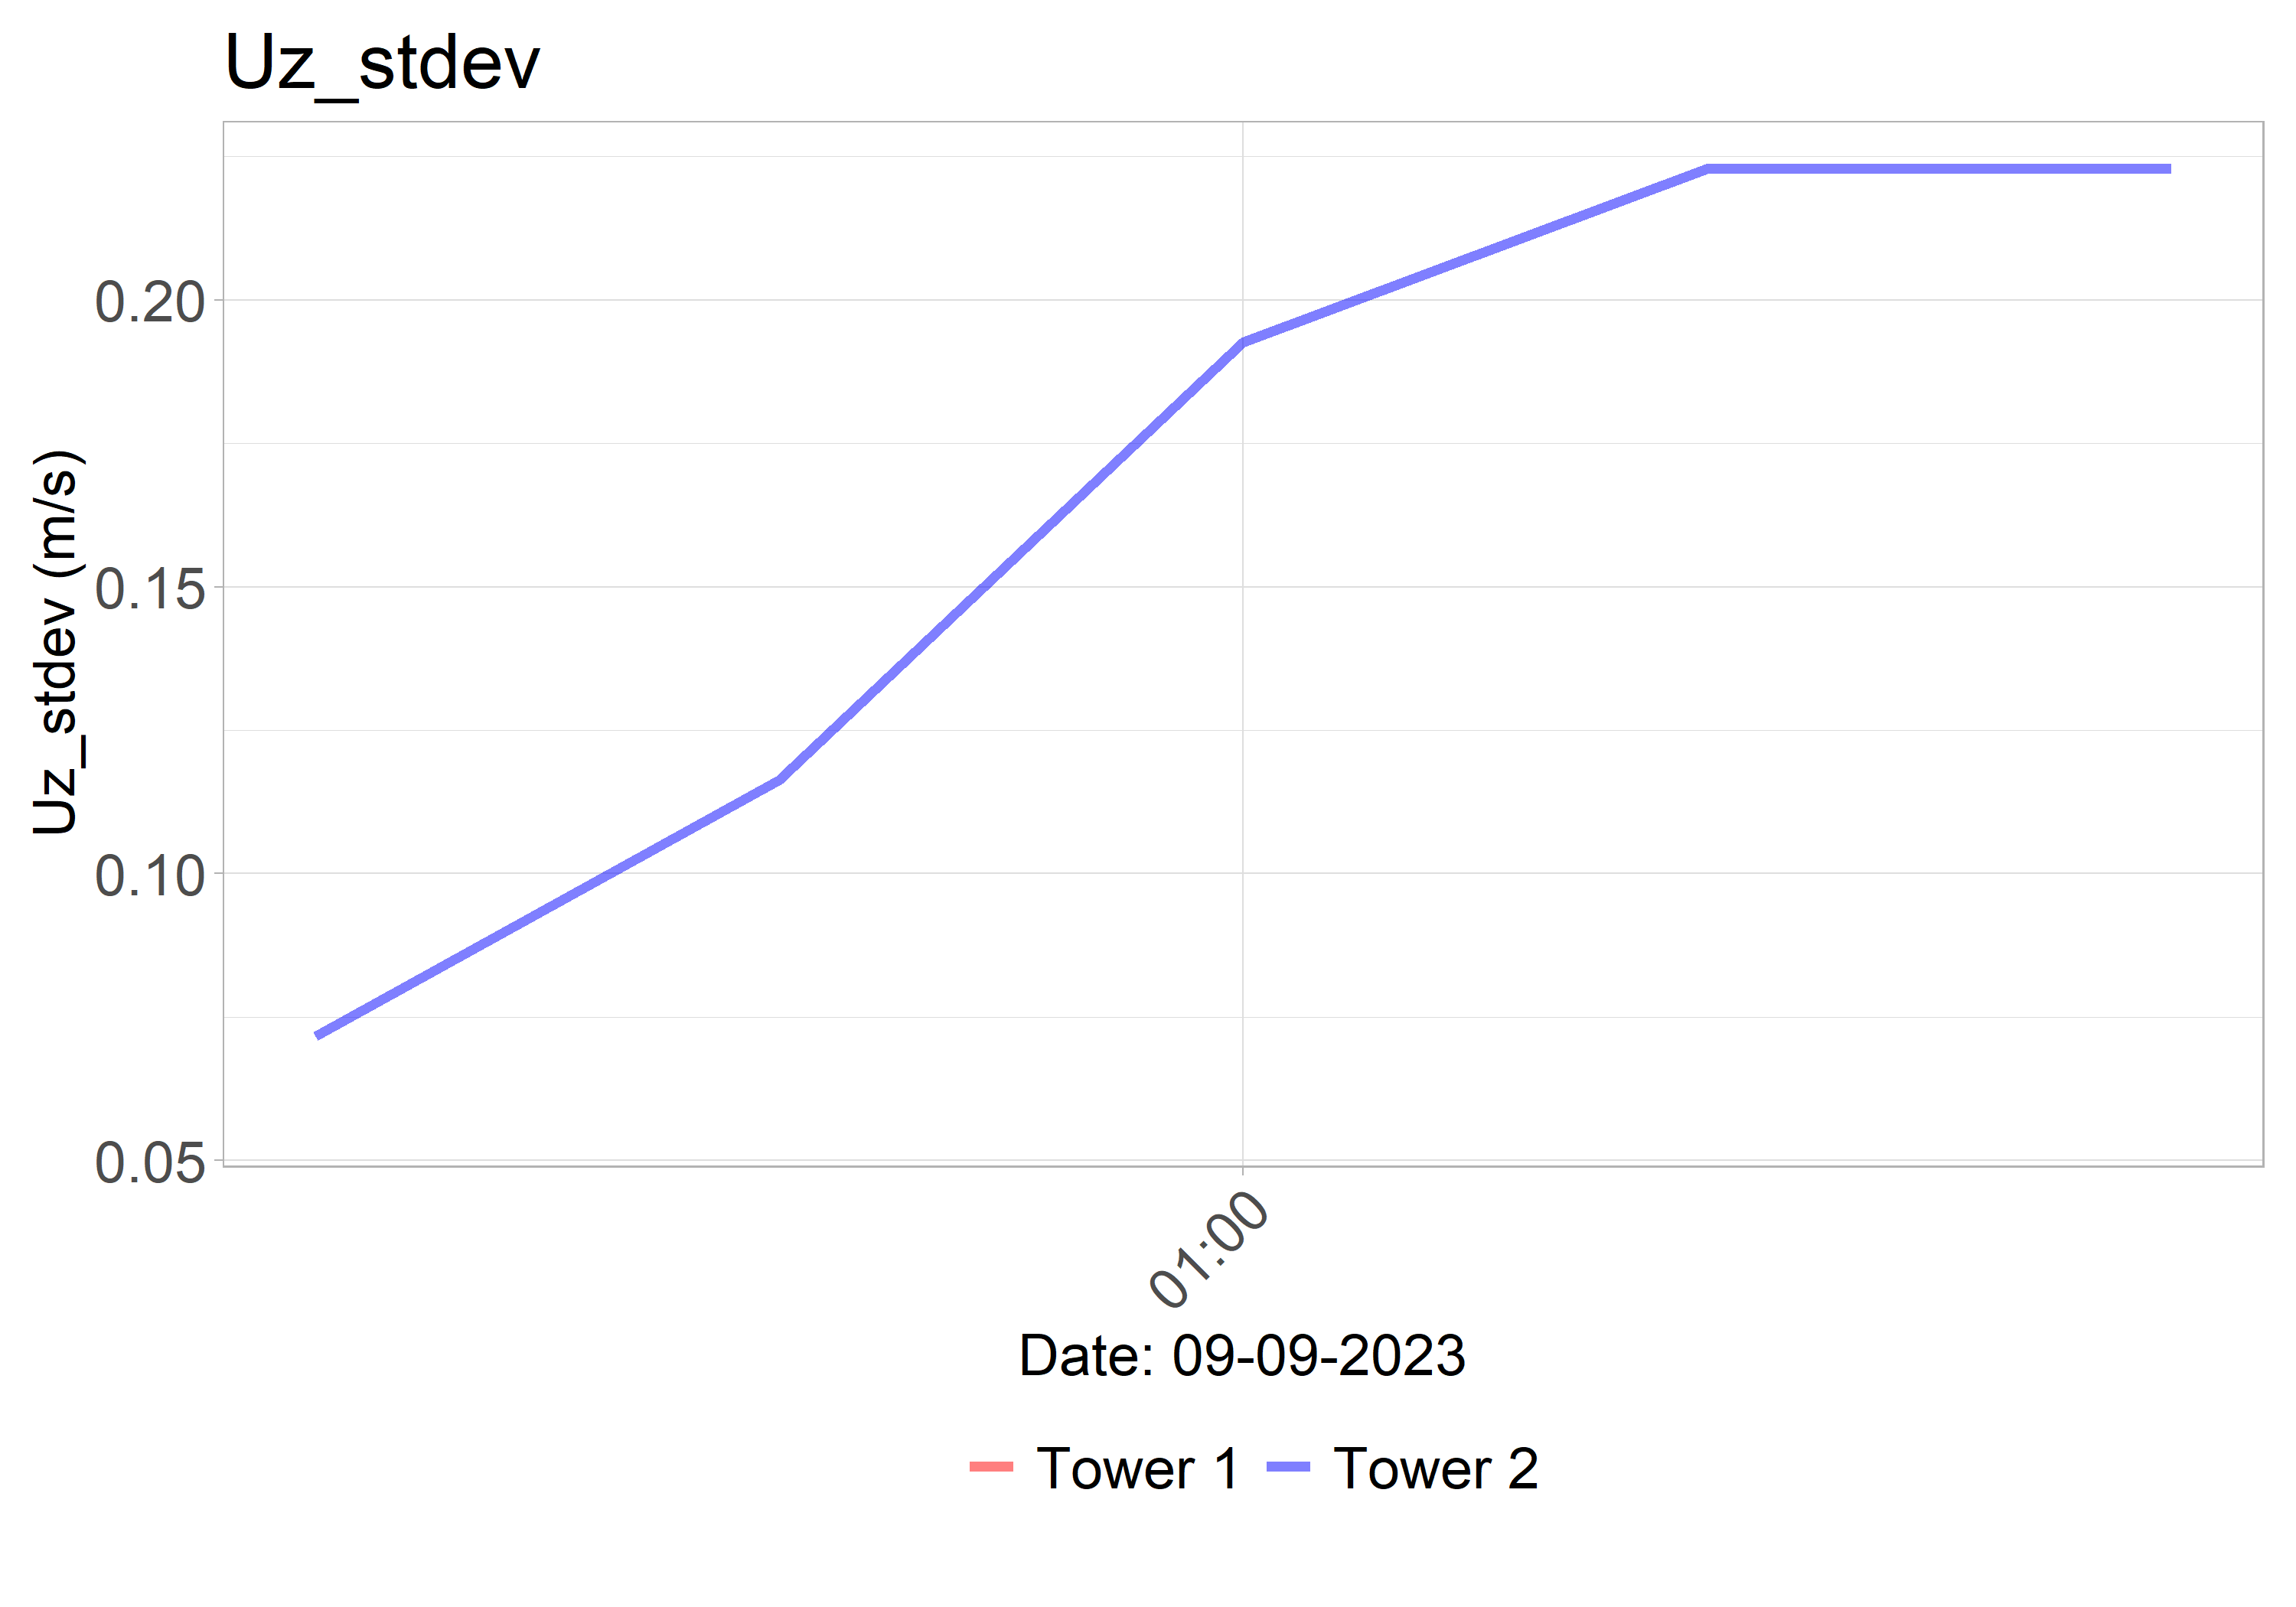 Uz_stdev
Uz_stdev (m/s)
0.20
0.15
0.10
0.05
01:00
Date: 09-09-2023
Tower 1 Tower 2